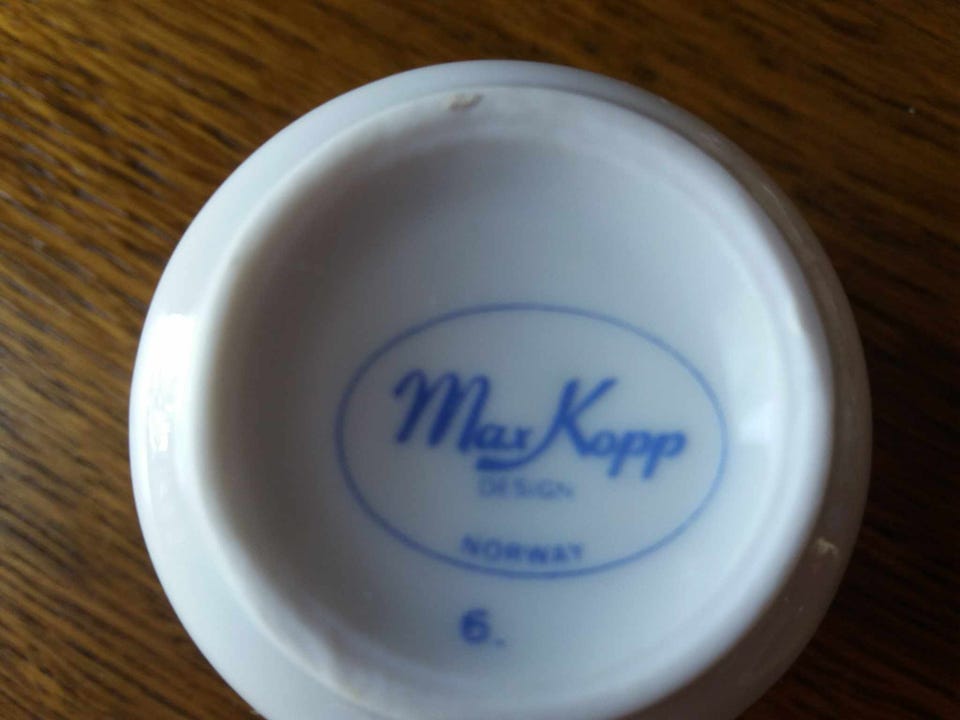 Max Kopp
DESIGN
NORWAY
6.